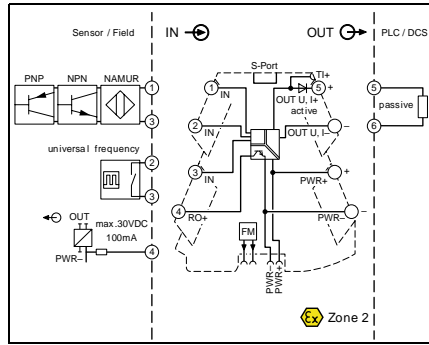 Sensor / Field
IN
OUT
PLC / DCS
PNP
NPN
NAMUR
S-Port
TI+
1
1
IN
5
+
OUT U, I+
active
5
passive
3
2
IN
OUT U, I–
–
6
universal frequency
2
3
IN
+
PWR+
3
OUT
max.30VDC
100mA
PWR–
4
4
RO+
PWR–
–
FM
PWR–
PWR+
Ex
Zone 2